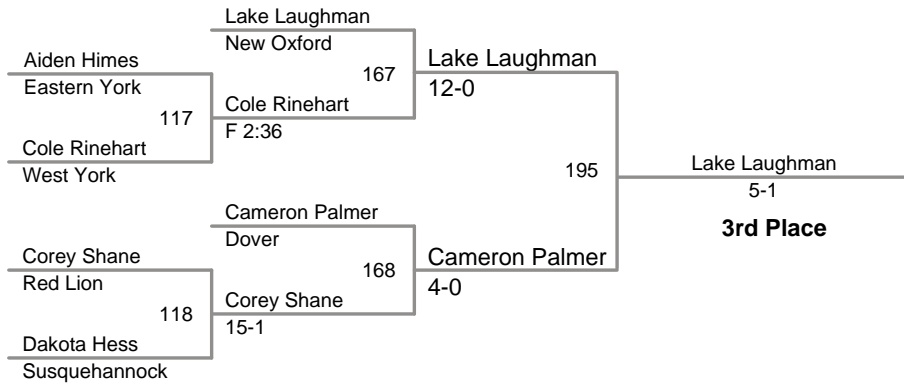 Lake Laughman
New Oxford
Aiden Himes
Eastern York
117
Cole Rinehart
West York
Cole Rinehart
F 2:36
167
Lake Laughman
12-0
195
Lake Laughman
5-1
3rd Place
Cameron Palmer
Dover
Corey Shane
Red Lion
118
Dakota Hess
Susquehannock
Corey Shane
15-1
168
Cameron Palmer
4-0